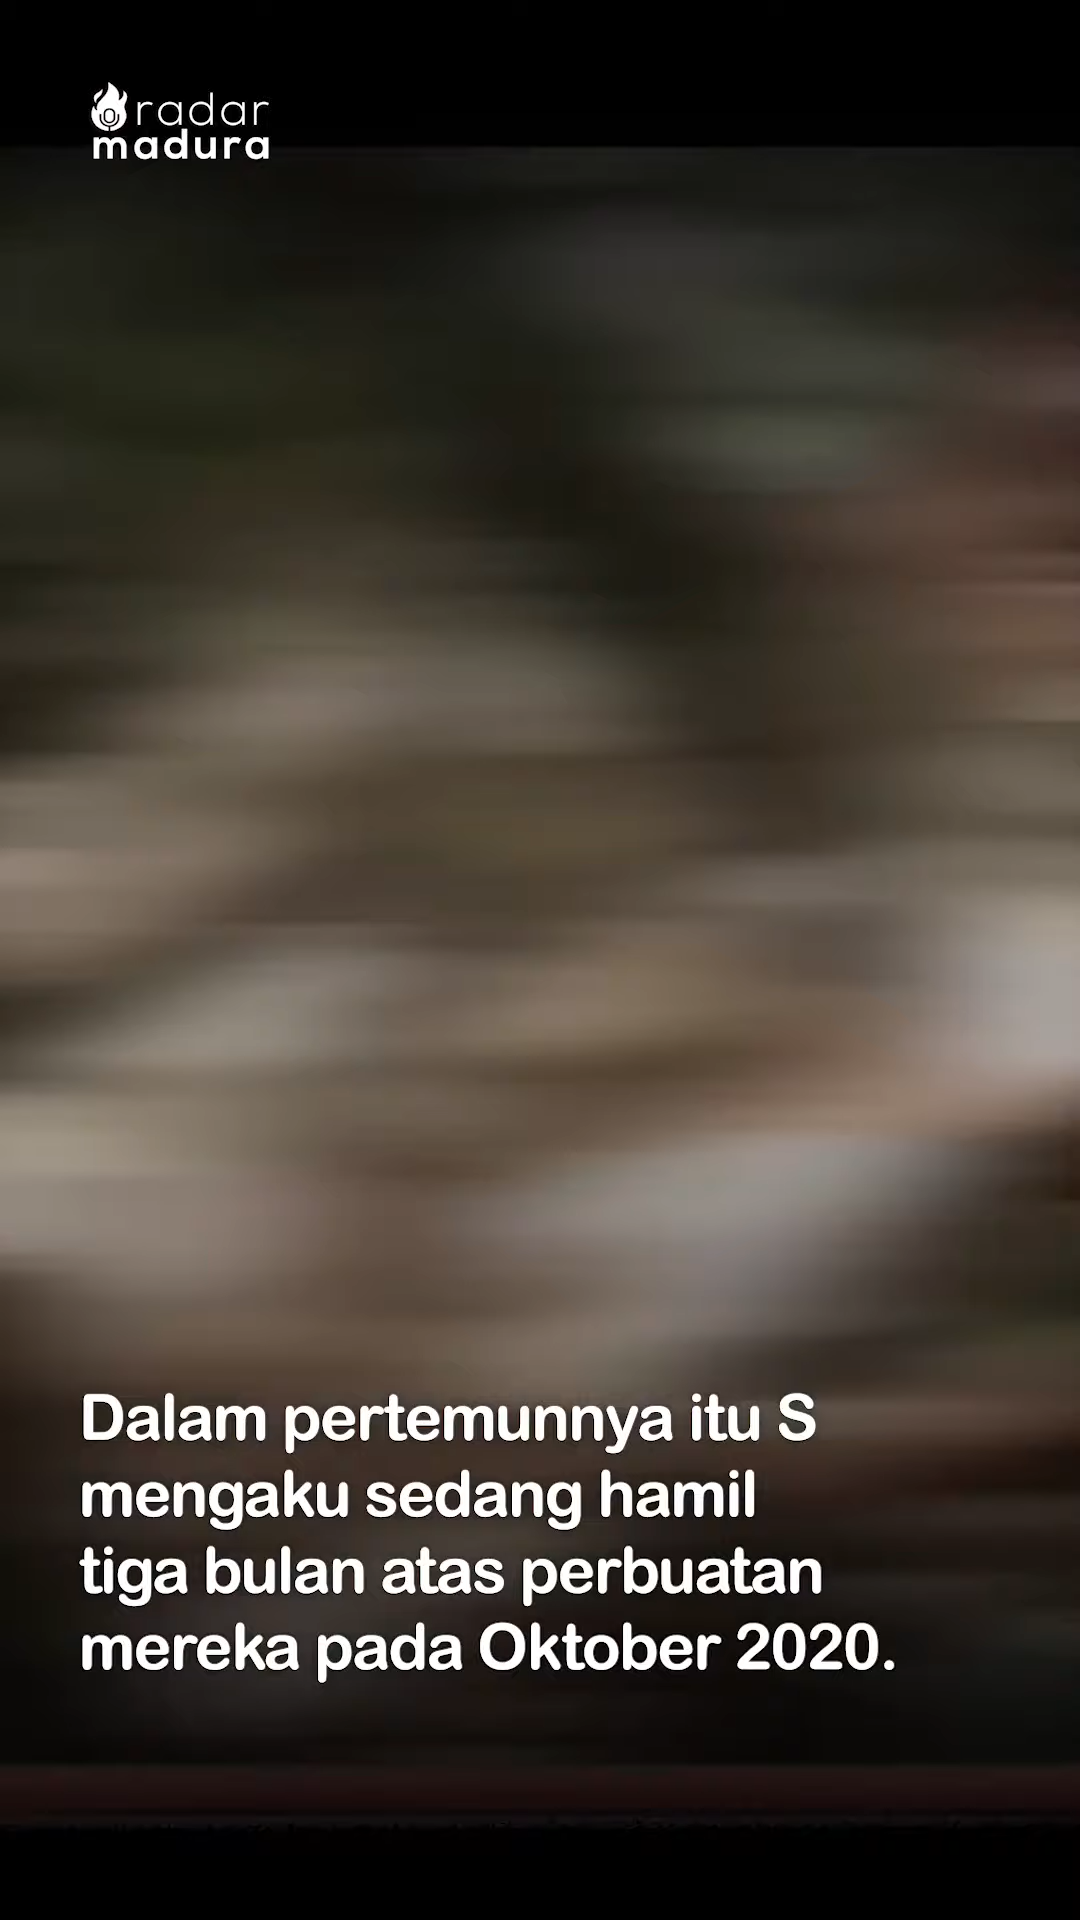 radar
madura
Dalam pertemunnya itu S
mengaku sedang hamil
tiga bulan atas perbuatan
mereka pada Oktober 2020.